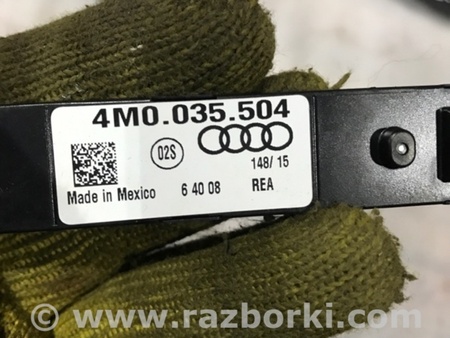 4M0.035.504
02S
148/ 15
Made in Mexico 6 40 08 REA
© www.razborki.com